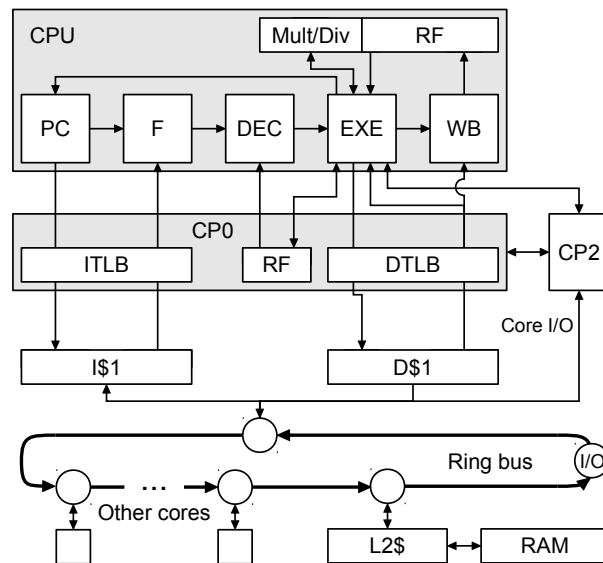 CPU
Mult/Div
RF
PC
F
DEC
EXE
WB
CP0
ITLB
RF
DTLB
CP2
Core I/O
I$1
D$1
Ring bus
I/O
...
Other cores
L2$
RAM